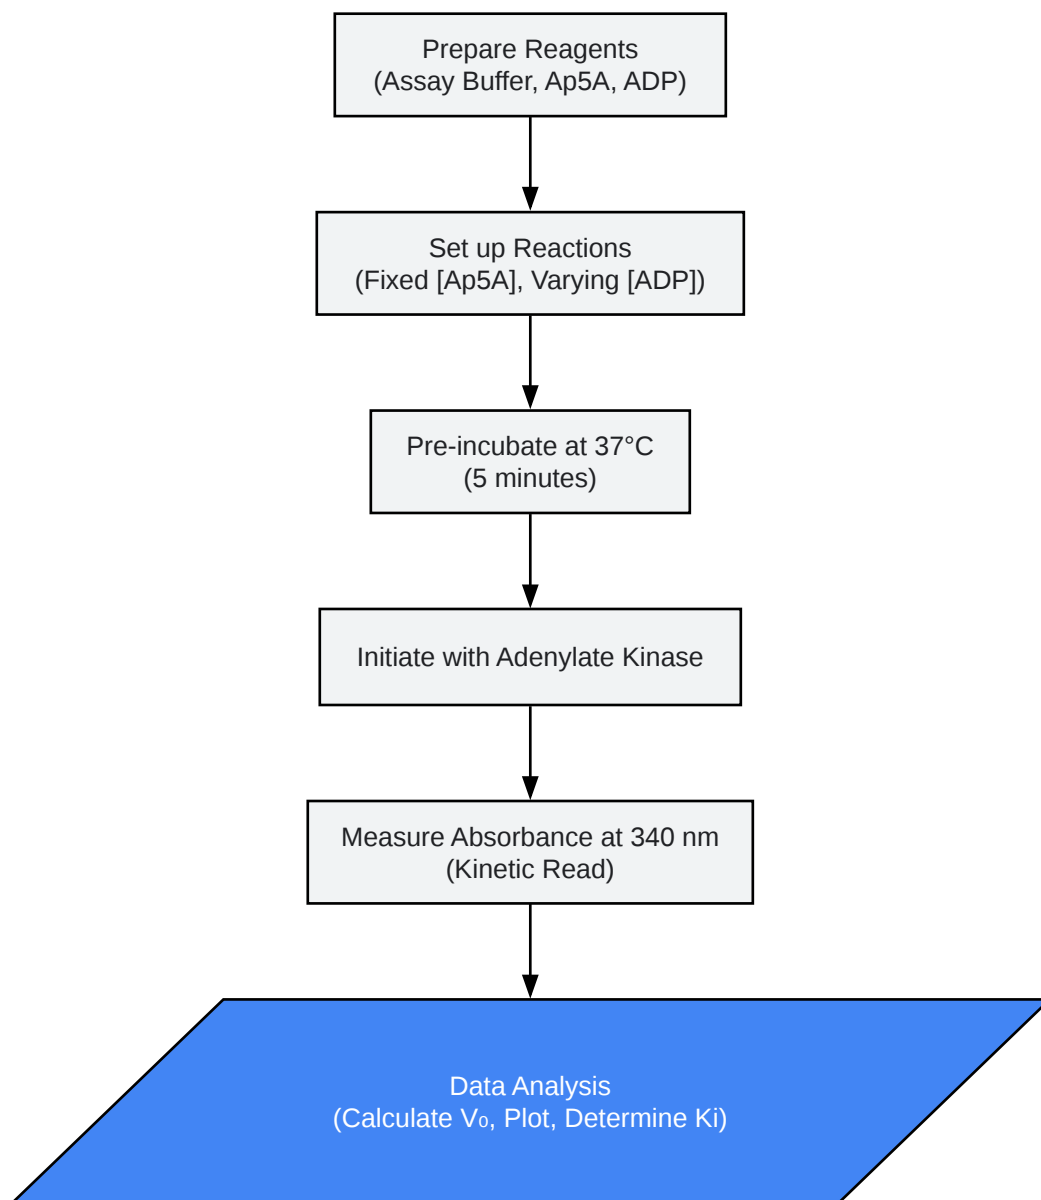 Prepare Reagents
(Assay Buffer, Ap5A, ADP)
Set up Reactions
(Fixed [Ap5A], Varying [ADP])
Pre-incubate at 37°C
(5 minutes)
Initiate with Adenylate Kinase
Measure Absorbance at 340 nm
(Kinetic Read)
Data Analysis
(Calculate V₀, Plot, Determine Ki)